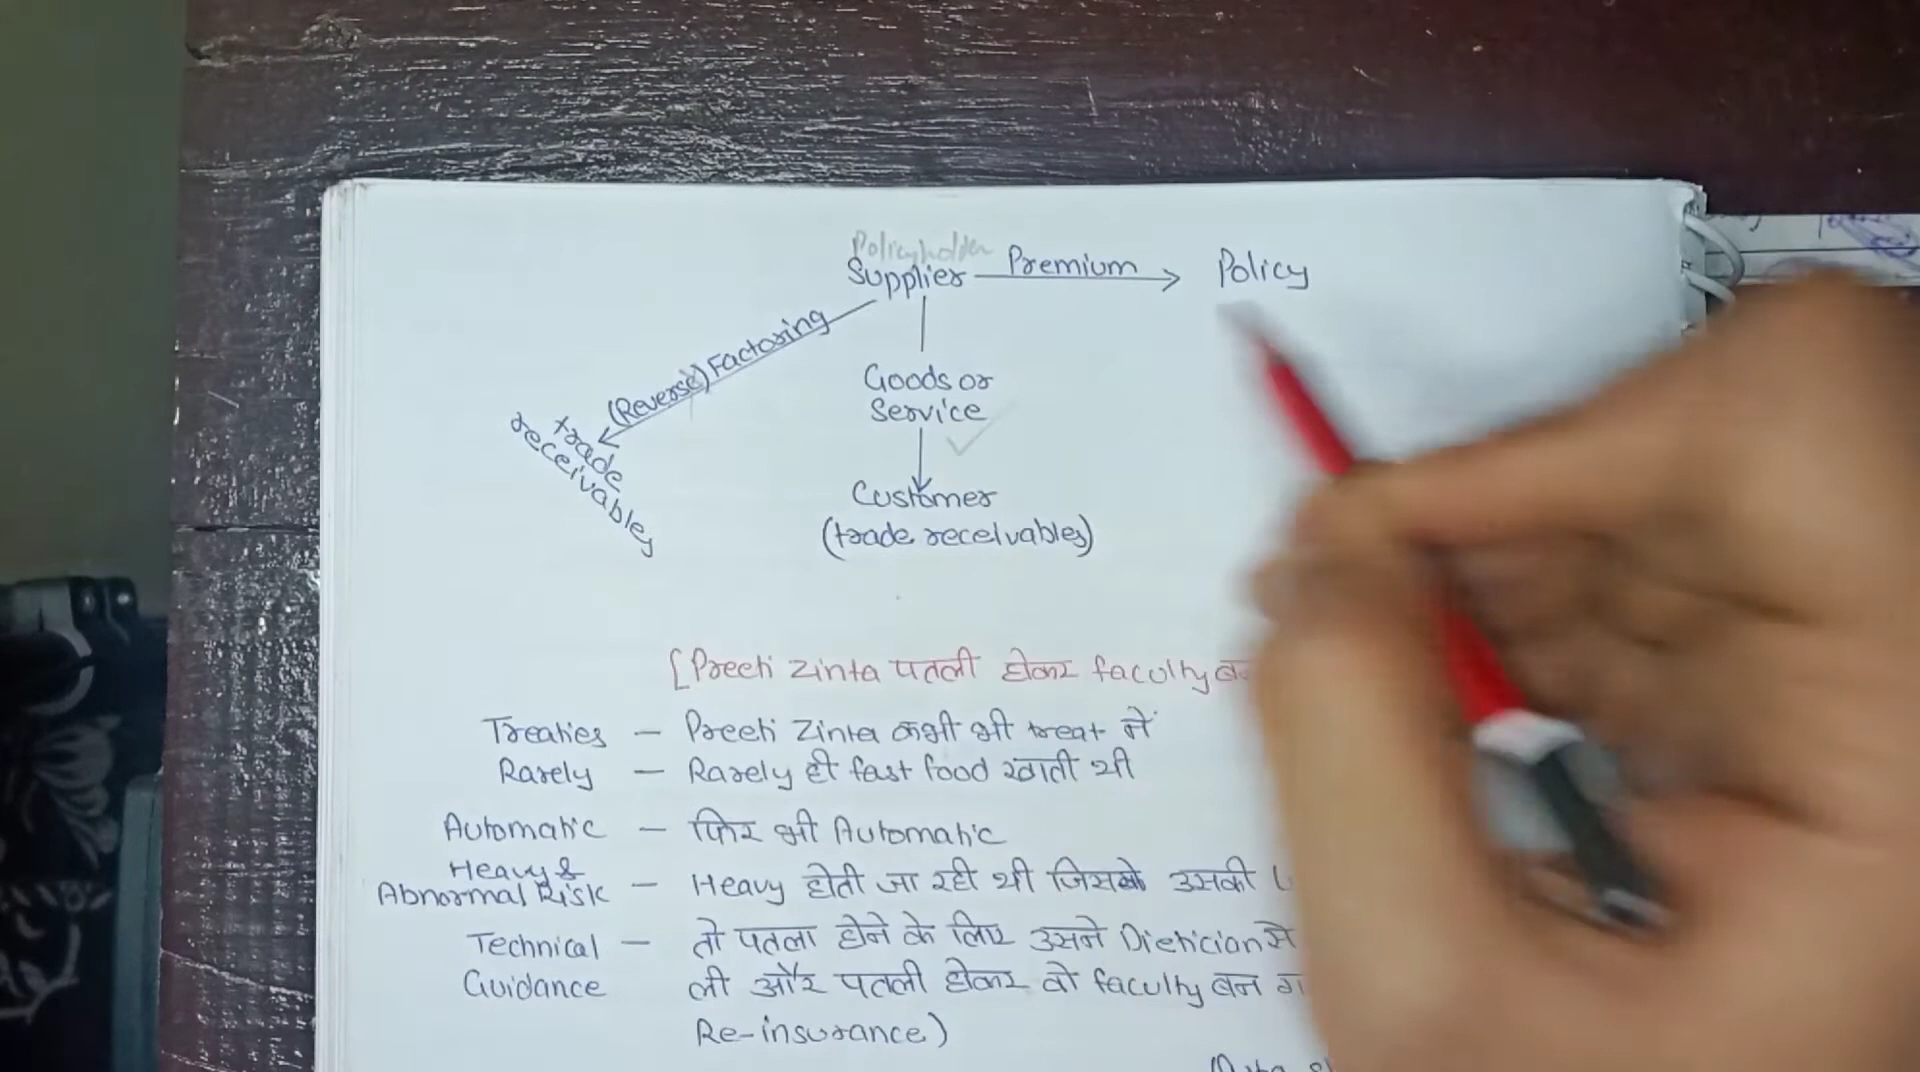 Policyholder
Supplier Premium Policy
(Reverse) Factoring
trade
receivables
Goods or
Service
Customer
(trade receivables)
[Preeti Zinta पतली होकर faculty
Treaties – Preeti Zinta कभी भी treat में
Rarely – Rarely ही fast food खाती थी
Automatic – फिर भी Automatic
Heavy &
Abnormal Risk – Heavy होती जा रही थी जिससे उसकी
Technical – तो पतला होने के लिए उसने Dietician से
Guidance ली और पतली होकर वो faculty बन
Re-insurance)